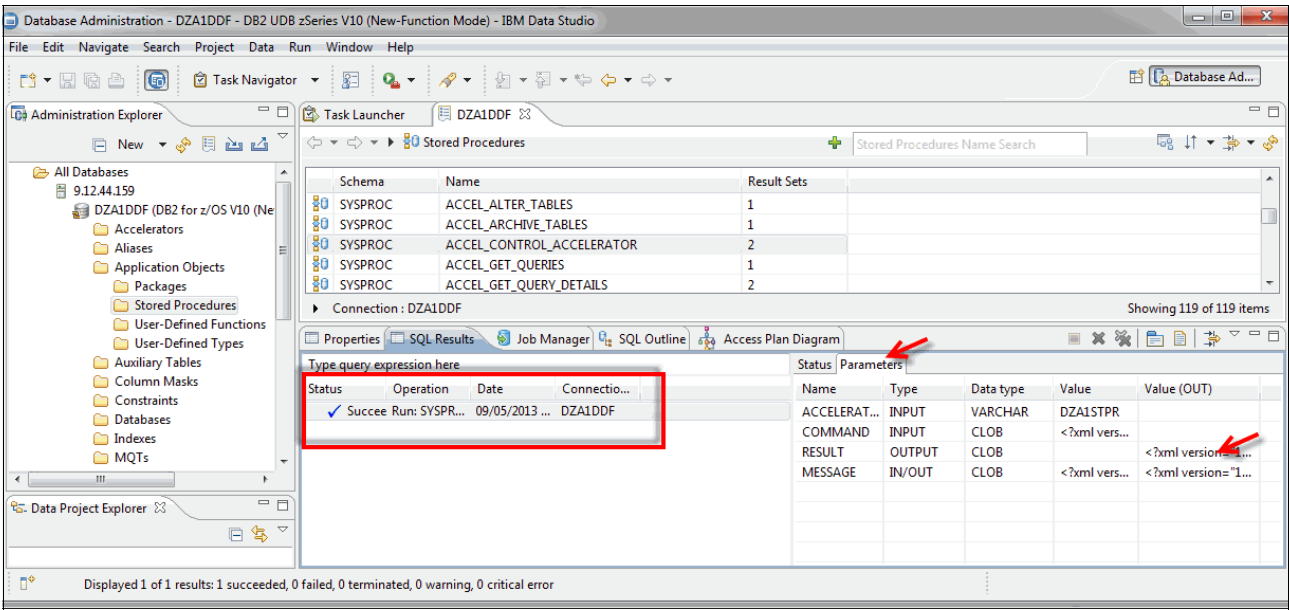 Database Administration - DZA1DDF - DB2 UDB zSeries V10 (New-Function Mode) - IBM Data Studio
File Edit Navigate Search Project Data Run Window Help
Task Navigator
Database Ad...
Administration Explorer
New
All Databases
9.12.44.159
DZA1DDF (DB2 for z/OS V10 (Ne
Accelerators
Aliases
Application Objects
Packages
Stored Procedures
User-Defined Functions
User-Defined Types
Auxiliary Tables
Column Masks
Constraints
Databases
Indexes
MQTs
Data Project Explorer
Task Launcher DZA1DDF
Stored Procedures
Stored Procedures Name Search
Schema Name Result Sets
SYSPROC ACCEL_ALTER_TABLES 1
SYSPROC ACCEL_ARCHIVE_TABLES 1
SYSPROC ACCEL_CONTROL_ACCELERATOR 2
SYSPROC ACCEL_GET_QUERIES 1
SYSPROC ACCEL_GET_QUERY_DETAILS 2
Connection : DZA1DDF
Showing 119 of 119 items
Properties SQL Results Job Manager SQL Outline Access Plan Diagram
Type query expression here
Status Operation Date Connectio...
Succee Run: SYSPR... 09/05/2013 ... DZA1DDF
Status Parameters
Name Type Data type Value Value (OUT)
ACCELERAT... INPUT VARCHAR DZA1STPR
COMMAND INPUT CLOB <?xml vers...
RESULT OUTPUT CLOB <?xml version="1...
MESSAGE IN/OUT CLOB <?xml vers... <?xml version="1...
Displayed 1 of 1 results: 1 succeeded, 0 failed, 0 terminated, 0 warning, 0 critical error